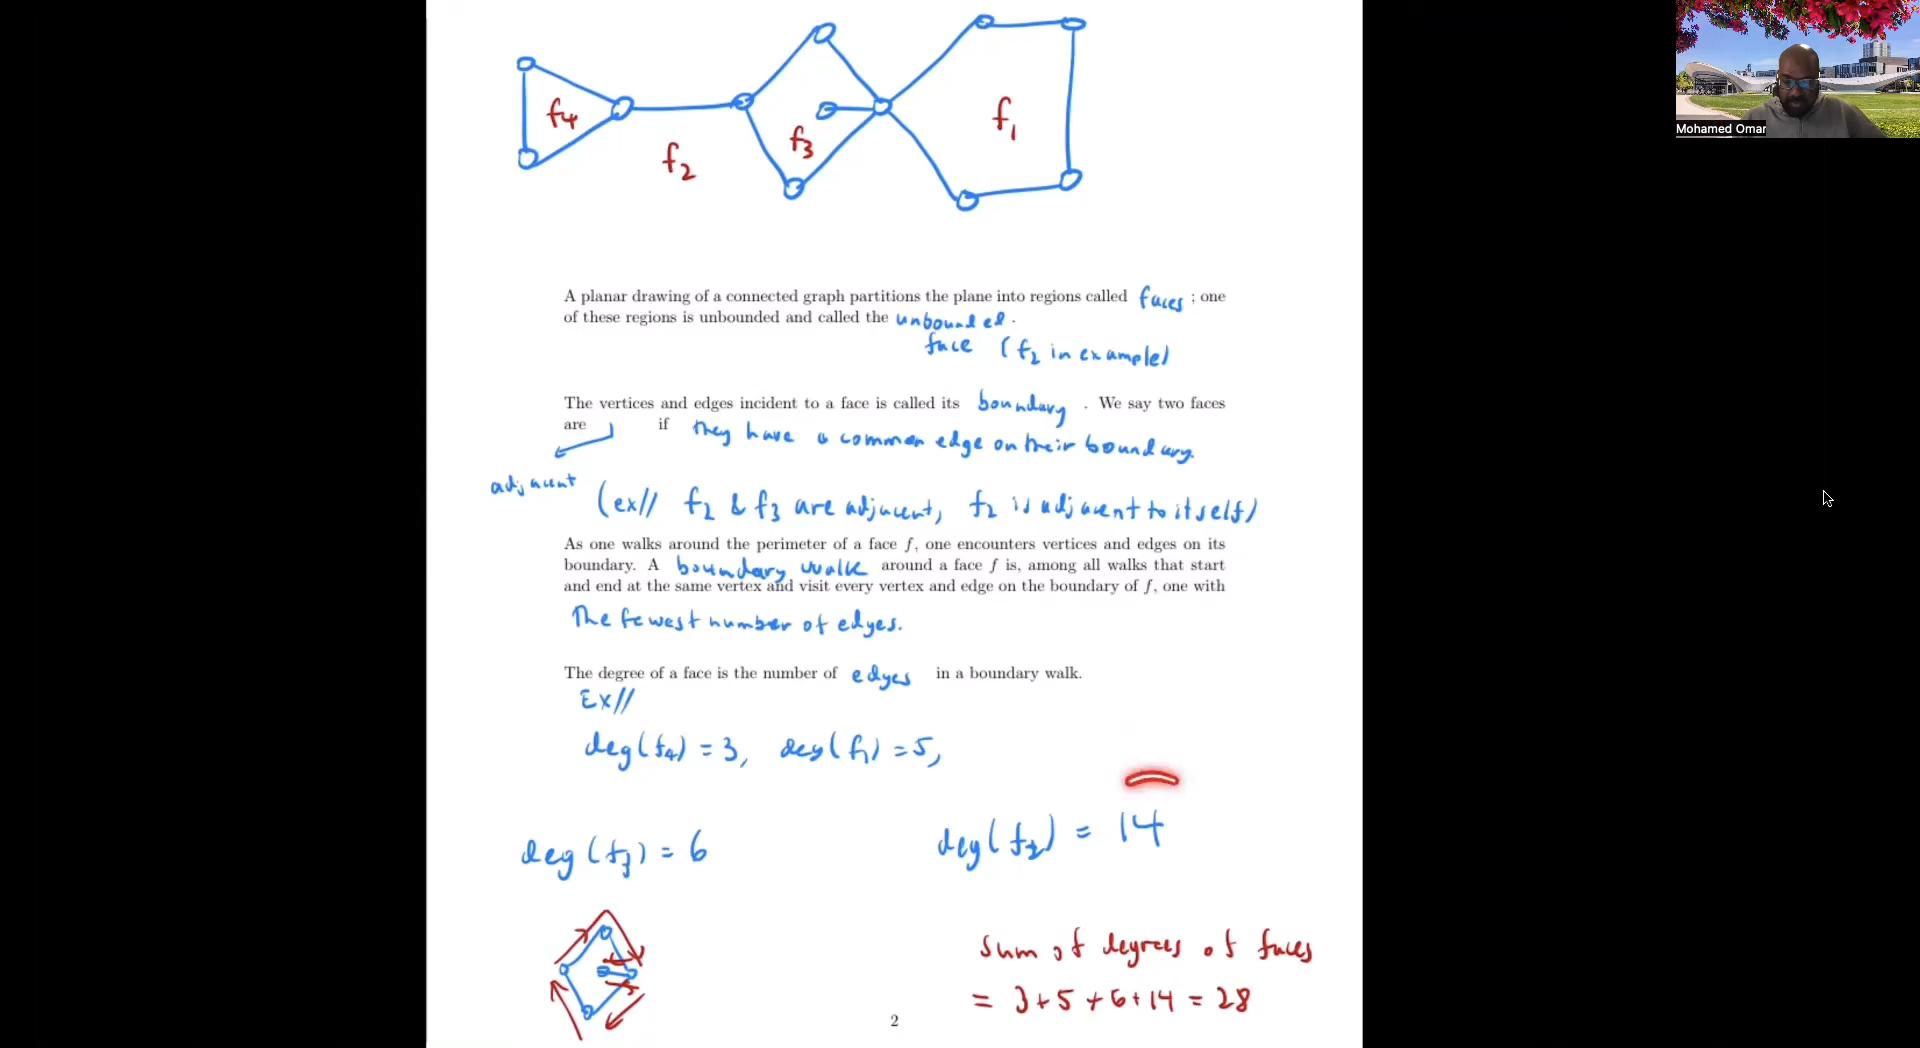 Mohamed Omar
f4
f2
f3
f1
A planar drawing of a connected graph partitions the plane into regions called faces ; one
of these regions is unbounded and called the unbounded .
face (f2 in example)
The vertices and edges incident to a face is called its boundary . We say two faces
are if they have a common edge on their boundary.
adjacent
(ex// f2 & f3 are adjacent, f2 is adjacent to itself)
As one walks around the perimeter of a face f, one encounters vertices and edges on its
boundary. A boundary walk around a face f is, among all walks that start
and end at the same vertex and visit every vertex and edge on the boundary of f, one with
The fewest number of edges.
The degree of a face is the number of edges in a boundary walk.
Ex//
deg(f4) = 3, deg(f1) = 5,
deg(f3) = 6
deg(f2) = 14
Sum of degrees of faces
= 3+5+6+14 = 28
2